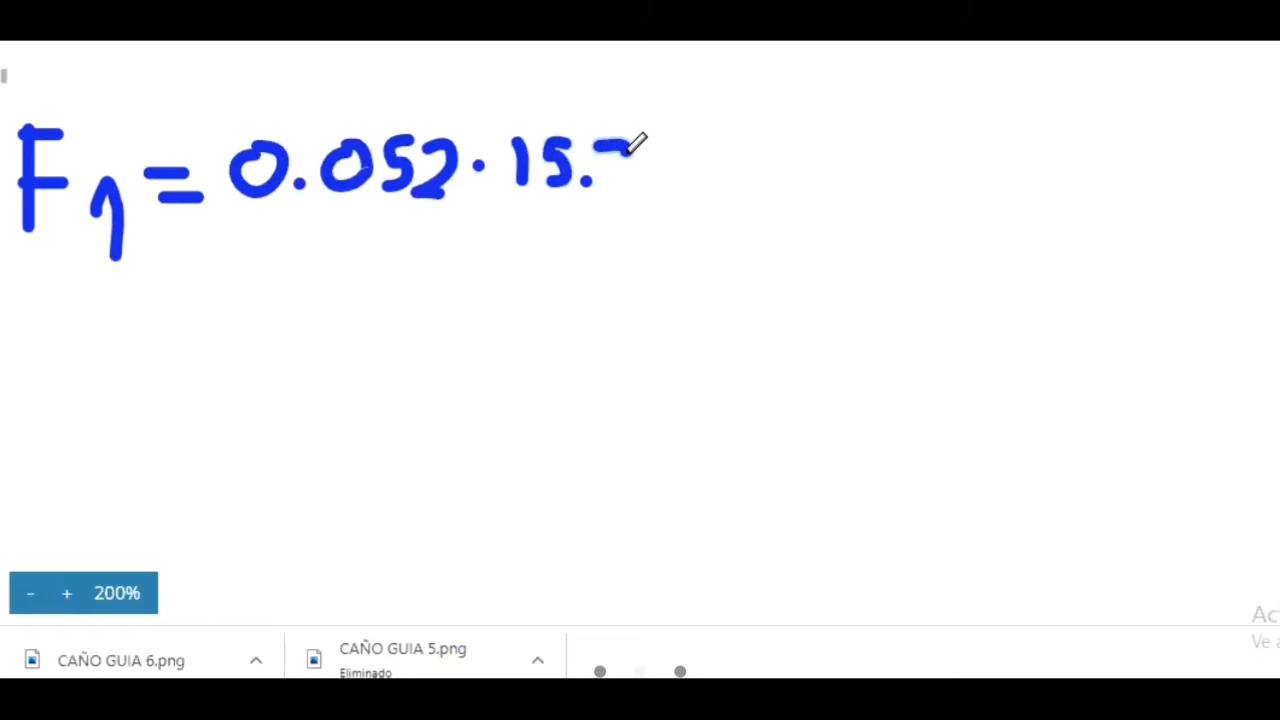 F1 = 0.052 · 15.
- + 200%
CAÑO GUIA 6.png
CAÑO GUIA 5.png
Eliminado